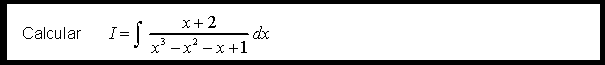 Calcular I = ∫ (x + 2)/(x³ − x² − x + 1) dx